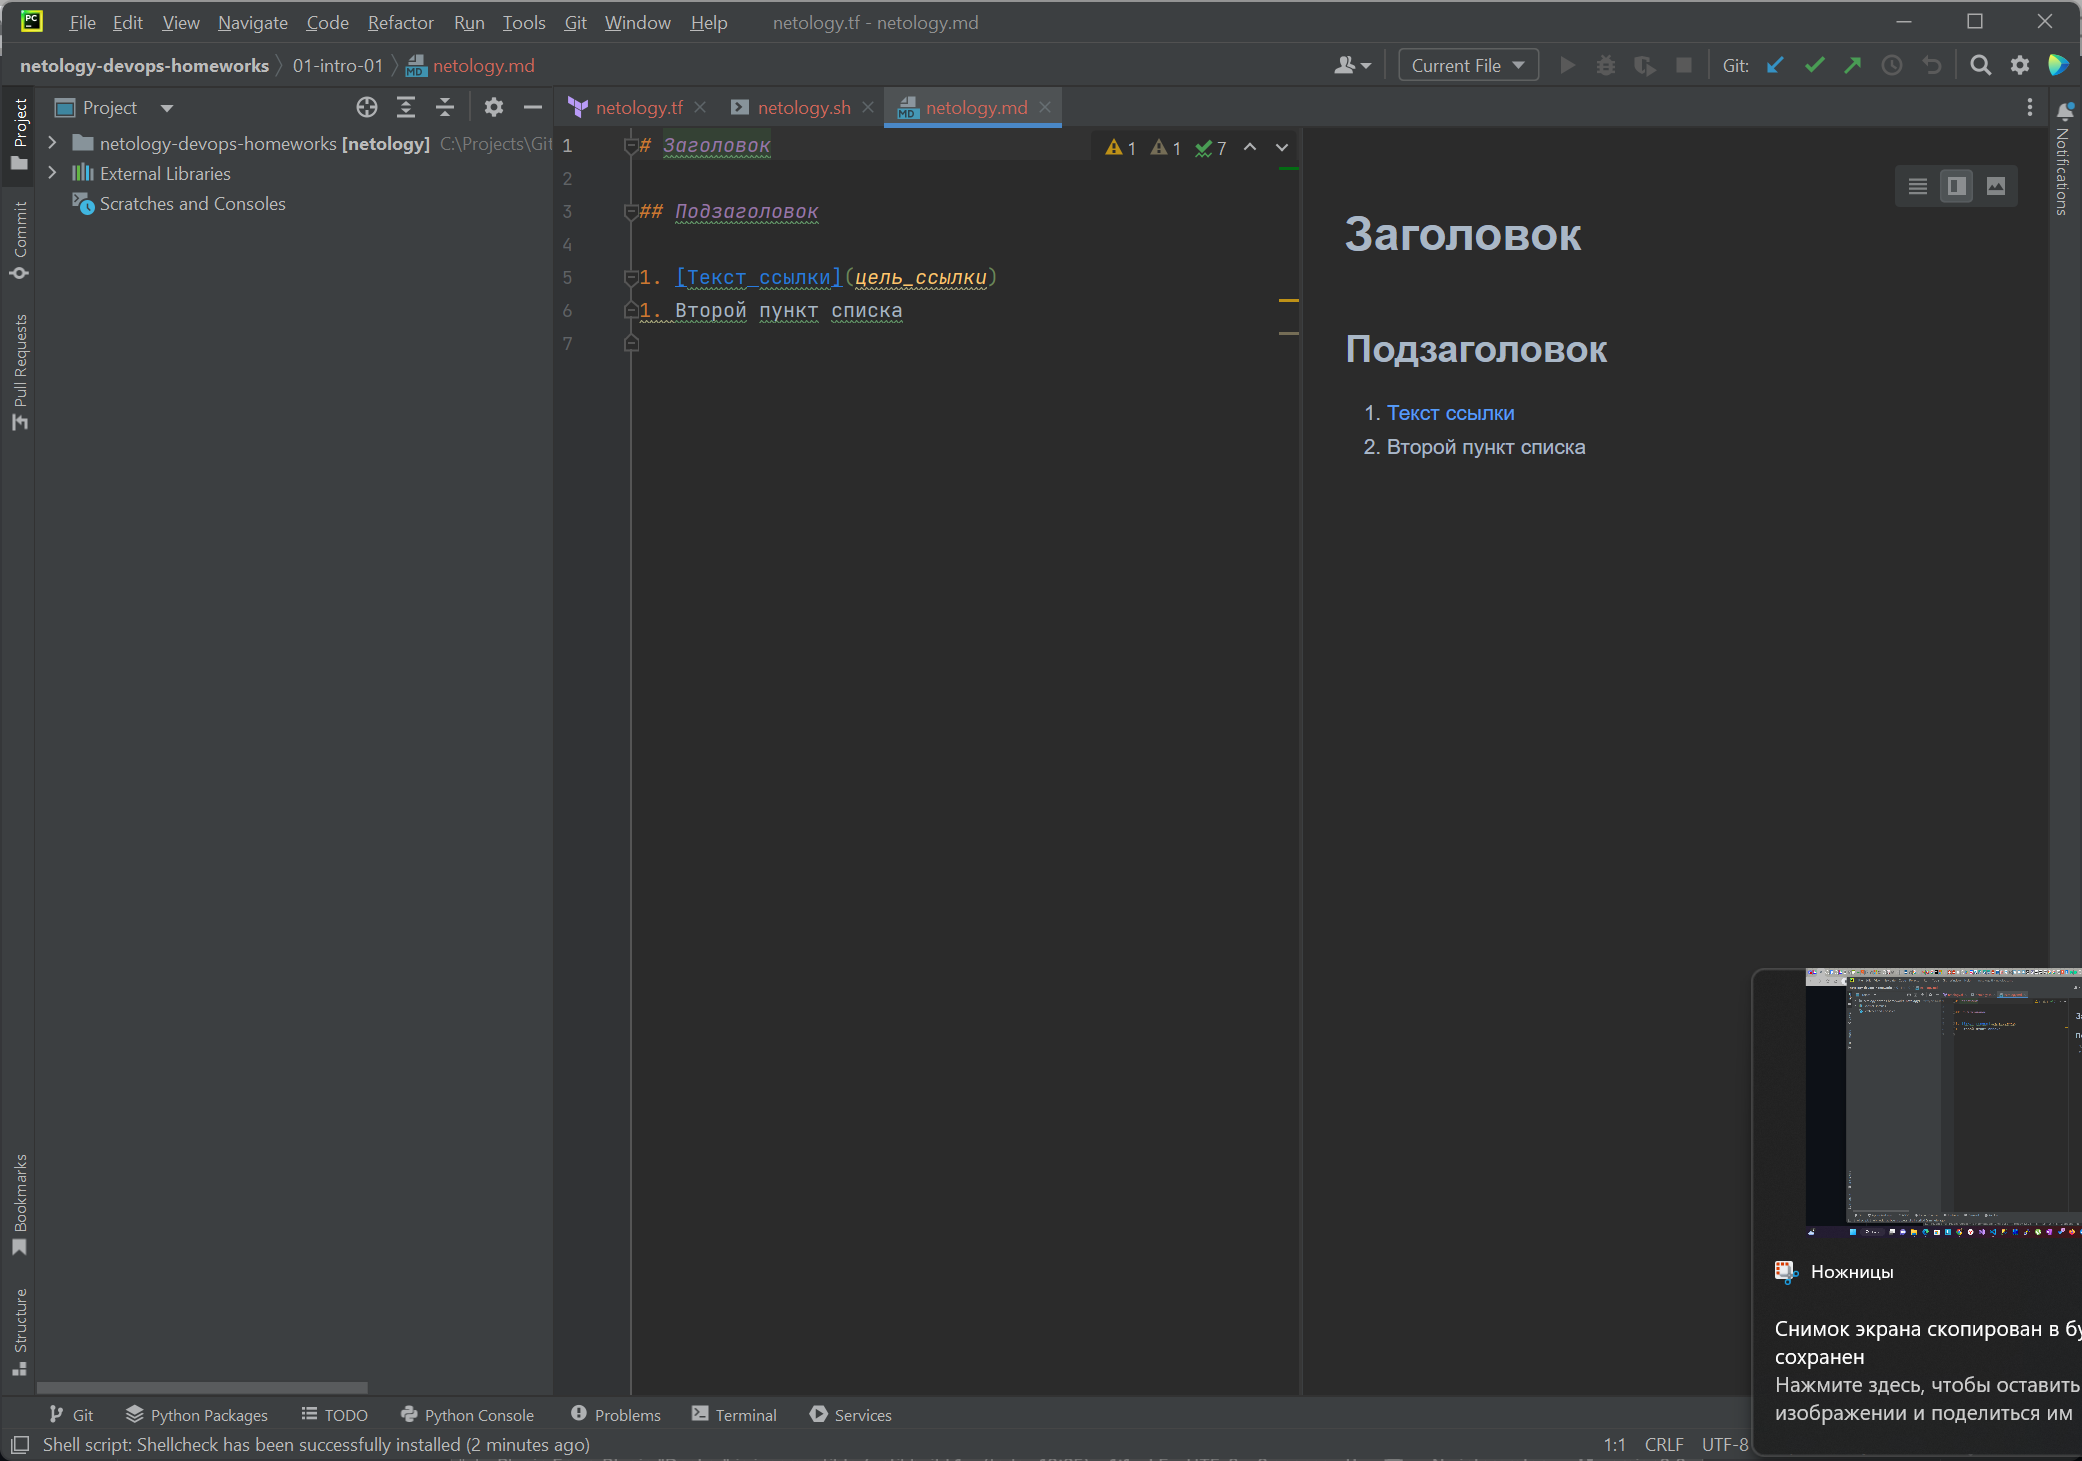 PC File Edit View Navigate Code Refactor Run Tools Git Window Help netology.tf - netology.md
netology-devops-homeworks 01-intro-01 netology.md Current File Git:
Project netology.tf netology.sh netology.md
netology-devops-homeworks [netology] C:\Projects\Git
External Libraries
Scratches and Consoles
Project
Commit
Pull Requests
Bookmarks
Structure
1 # Заголовок
1 1 7
2
3 ## Подзаголовок
4
5 1. [Текст ссылки](цель_ссылки)
6 1. Второй пункт списка
7
Заголовок
Подзаголовок
1. Текст ссылки
2. Второй пункт списка
Notifications
Ножницы
Снимок экрана скопирован в бу
сохранен
Нажмите здесь, чтобы оставить
изображении и поделиться им
Git Python Packages TODO Python Console Problems Terminal Services
Shell script: Shellcheck has been successfully installed (2 minutes ago) 1:1 CRLF UTF-8